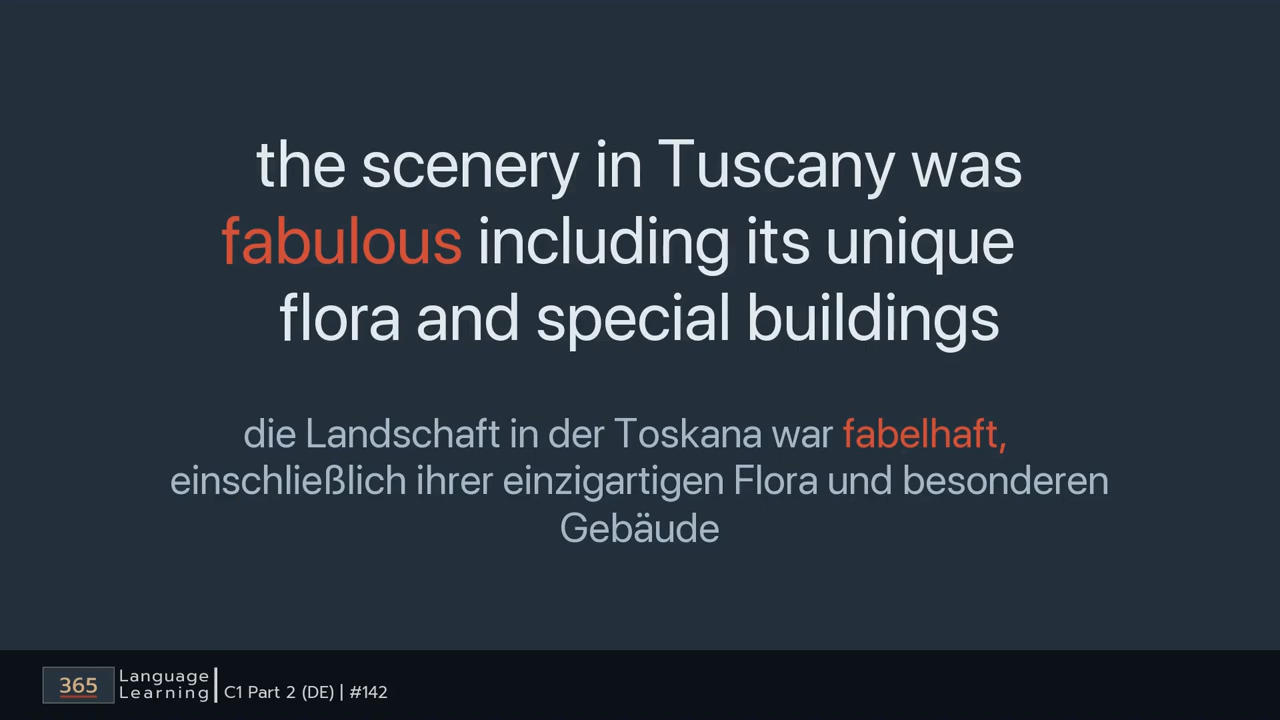 the scenery in Tuscany was
fabulous including its unique
flora and special buildings
die Landschaft in der Toskana war fabelhaft,
einschließlich ihrer einzigartigen Flora und besonderen
Gebäude
365
Language
Learning
C1 Part 2 (DE) | #142